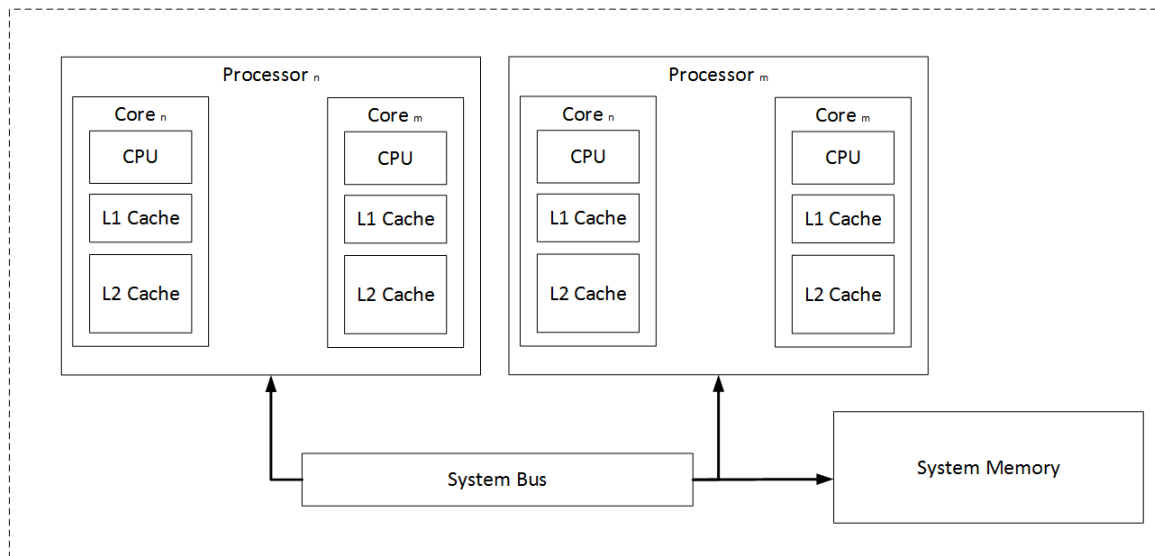 Processor n
Processor m
Core n
Core m
Core n
Core m
CPU
CPU
CPU
CPU
L1 Cache
L1 Cache
L1 Cache
L1 Cache
L2 Cache
L2 Cache
L2 Cache
L2 Cache
System Bus
System Memory